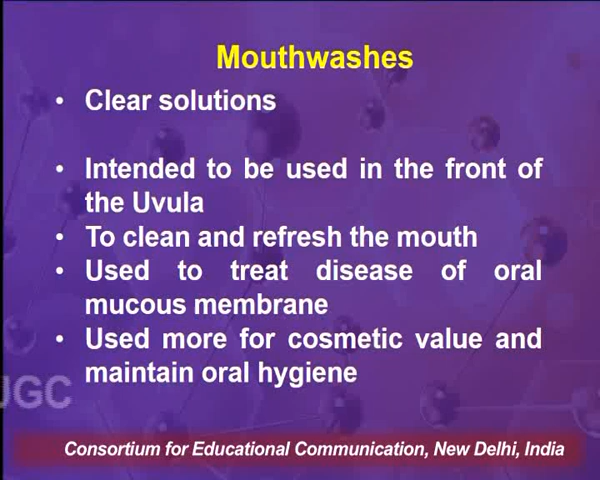 Mouthwashes
• Clear solutions
• Intended to be used in the front of
the Uvula
• To clean and refresh the mouth
• Used to treat disease of oral
mucous membrane
• Used more for cosmetic value and
maintain oral hygiene
JGC
Consortium for Educational Communication, New Delhi, India